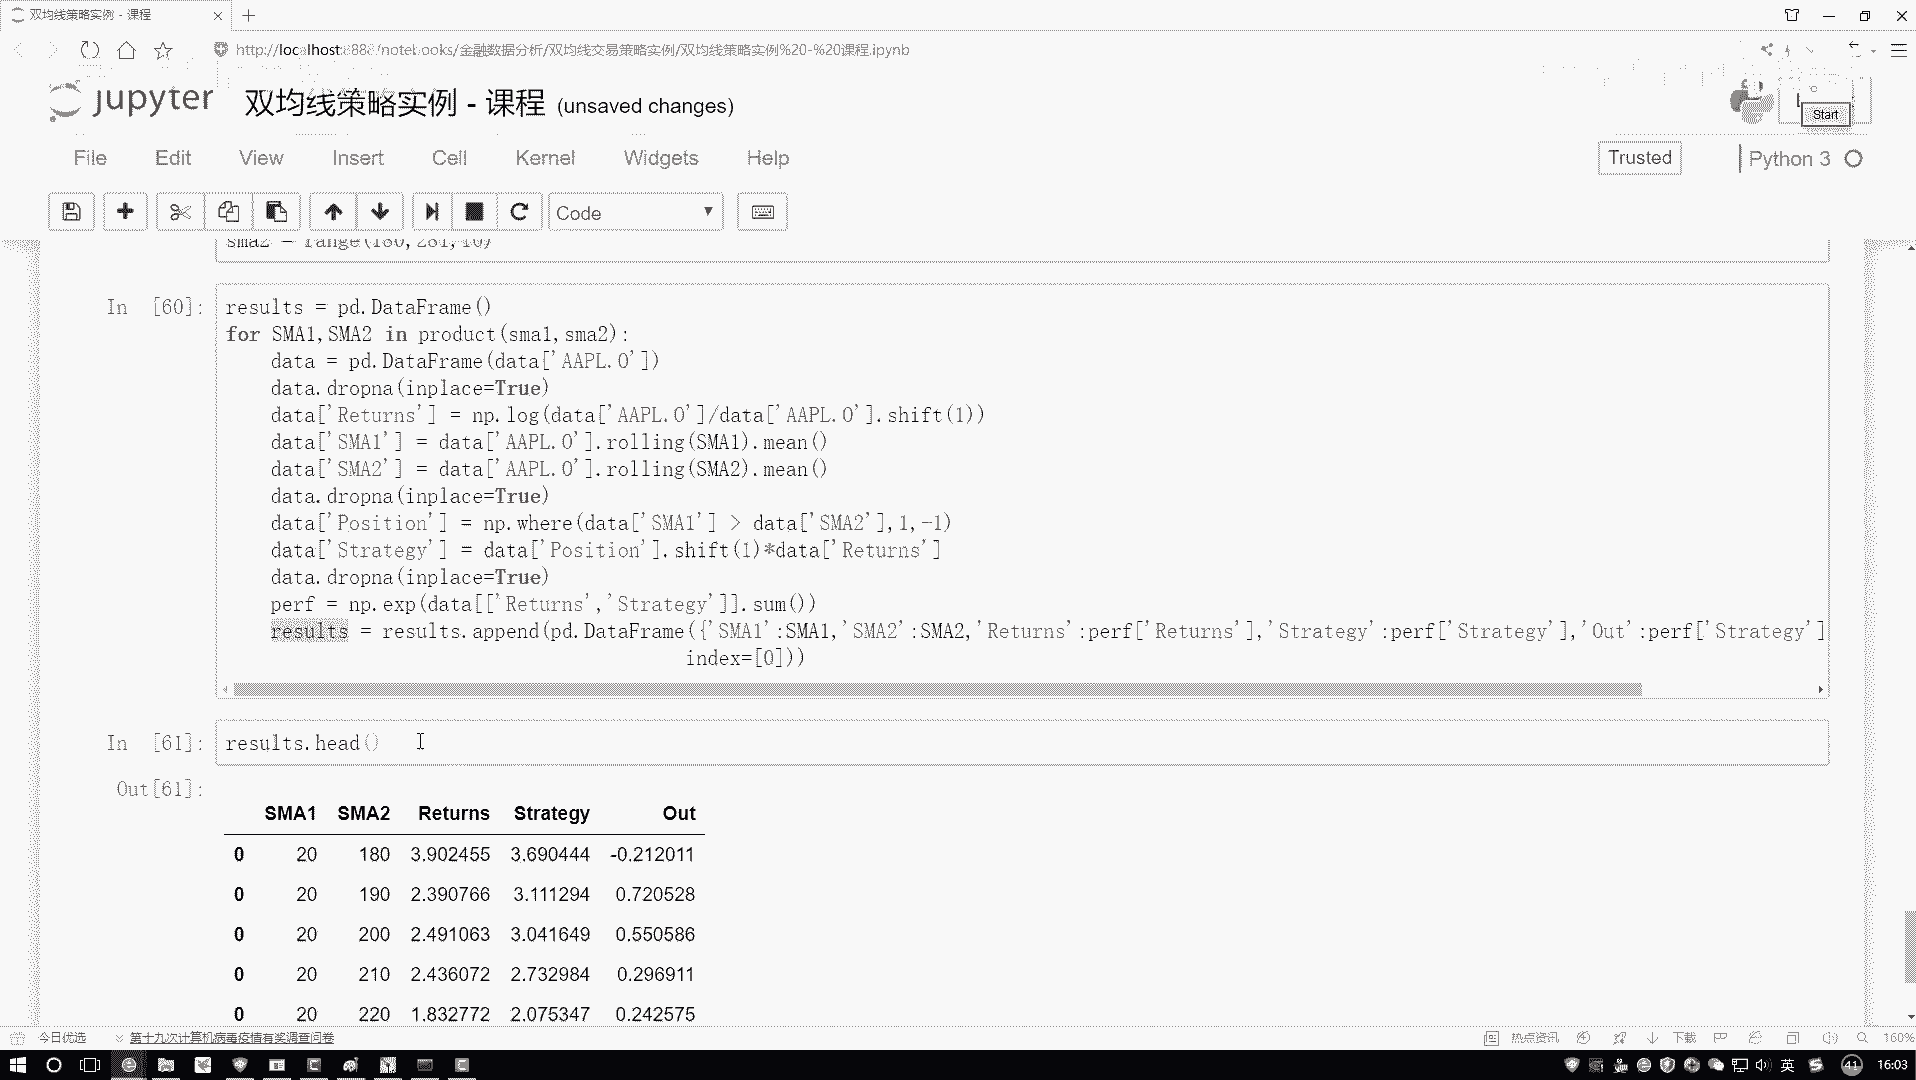 双均线策略实例 - 课程
http://localhost:888/notebooks/金融数据分析/双均线交易策略实例/双均线策略实例%20-%20课程.ipynb
jupyter 双均线策略实例 - 课程 (unsaved changes)
Start
File Edit View Insert Cell Kernel Widgets Help
Trusted Python 3
Code
sma2 = range(180,281,10)
In [60]: results = pd.DataFrame()
for SMA1,SMA2 in product(sma1,sma2):
data = pd.DataFrame(data['AAPL.O'])
data.dropna(inplace=True)
data['Returns'] = np.log(data['AAPL.O']/data['AAPL.O'].shift(1))
data['SMA1'] = data['AAPL.O'].rolling(SMA1).mean()
data['SMA2'] = data['AAPL.O'].rolling(SMA2).mean()
data.dropna(inplace=True)
data['Position'] = np.where(data['SMA1'] > data['SMA2'],1,-1)
data['Strategy'] = data['Position'].shift(1)*data['Returns']
data.dropna(inplace=True)
perf = np.exp(data[['Returns','Strategy']].sum())
results = results.append(pd.DataFrame({'SMA1':SMA1,'SMA2':SMA2,'Returns':perf['Returns'],'Strategy':perf['Strategy'],'Out':perf['Strategy']
index=[0]))
In [61]: results.head()
Out[61]:
SMA1 SMA2 Returns Strategy Out
0 20 180 3.902455 3.690444 -0.212011
0 20 190 2.390766 3.111294 0.720528
0 20 200 2.491063 3.041649 0.550586
0 20 210 2.436072 2.732984 0.296911
0 20 220 1.832772 2.075347 0.242575
今日优选 第十九次计算机病毒疫情有奖调查问卷 热点资讯 下载 160%
英 41 16:03